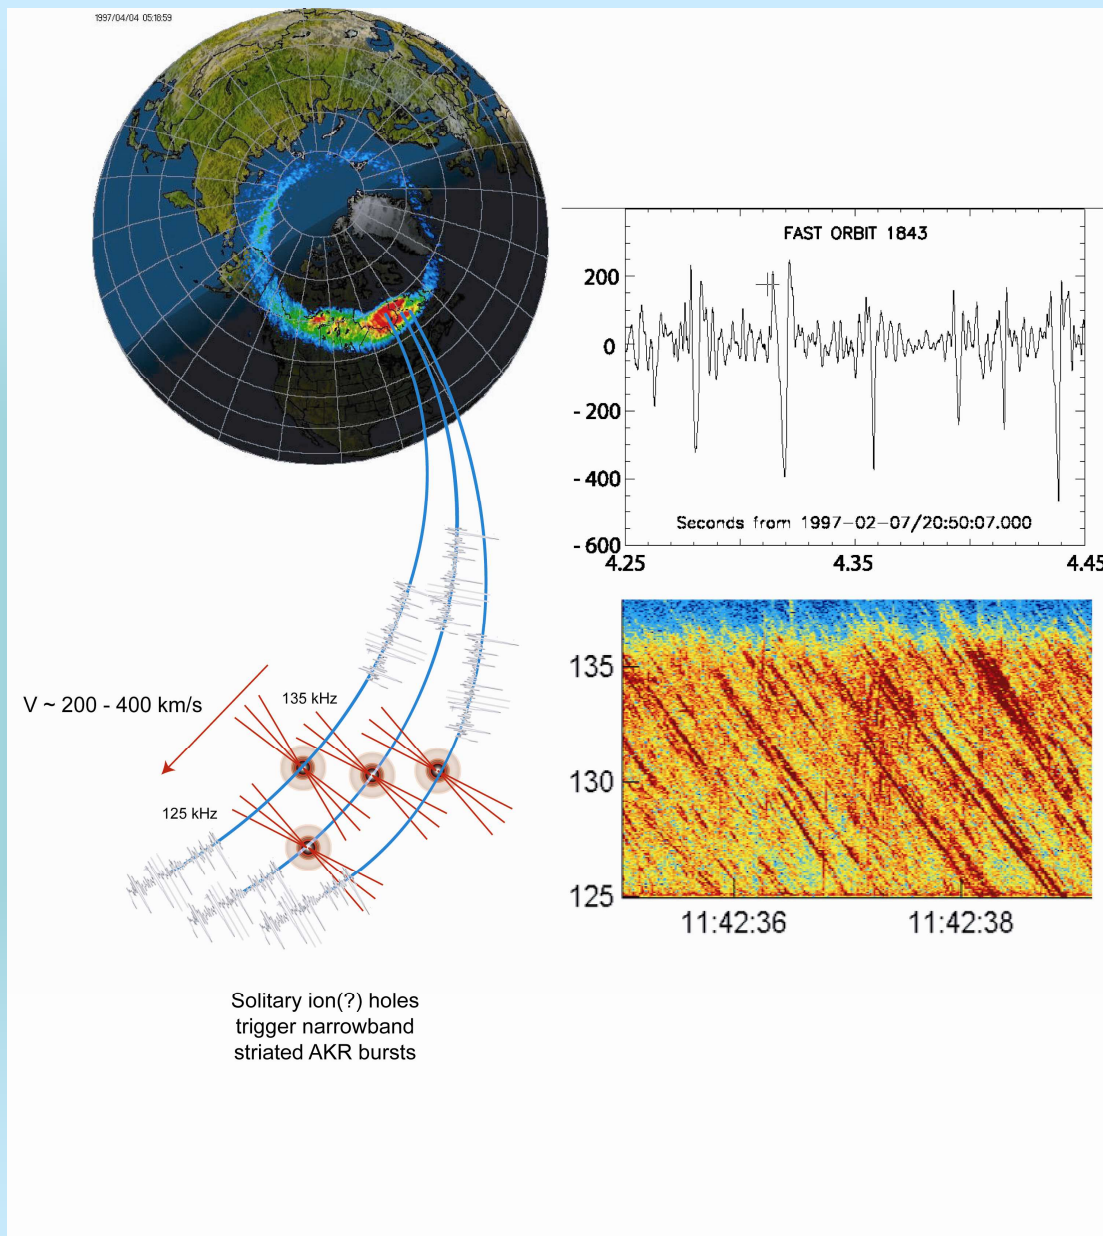 1997/04/04 05:18:59
FAST ORBIT 1843
200
0
- 200
- 400
- 600
Seconds from 1997-02-07/20:50:07.000
4.25
4.35
4.45
135
130
125
11:42:36
11:42:38
V ~ 200 - 400 km/s
135 kHz
125 kHz
Solitary ion(?) holes
trigger narrowband
striated AKR bursts